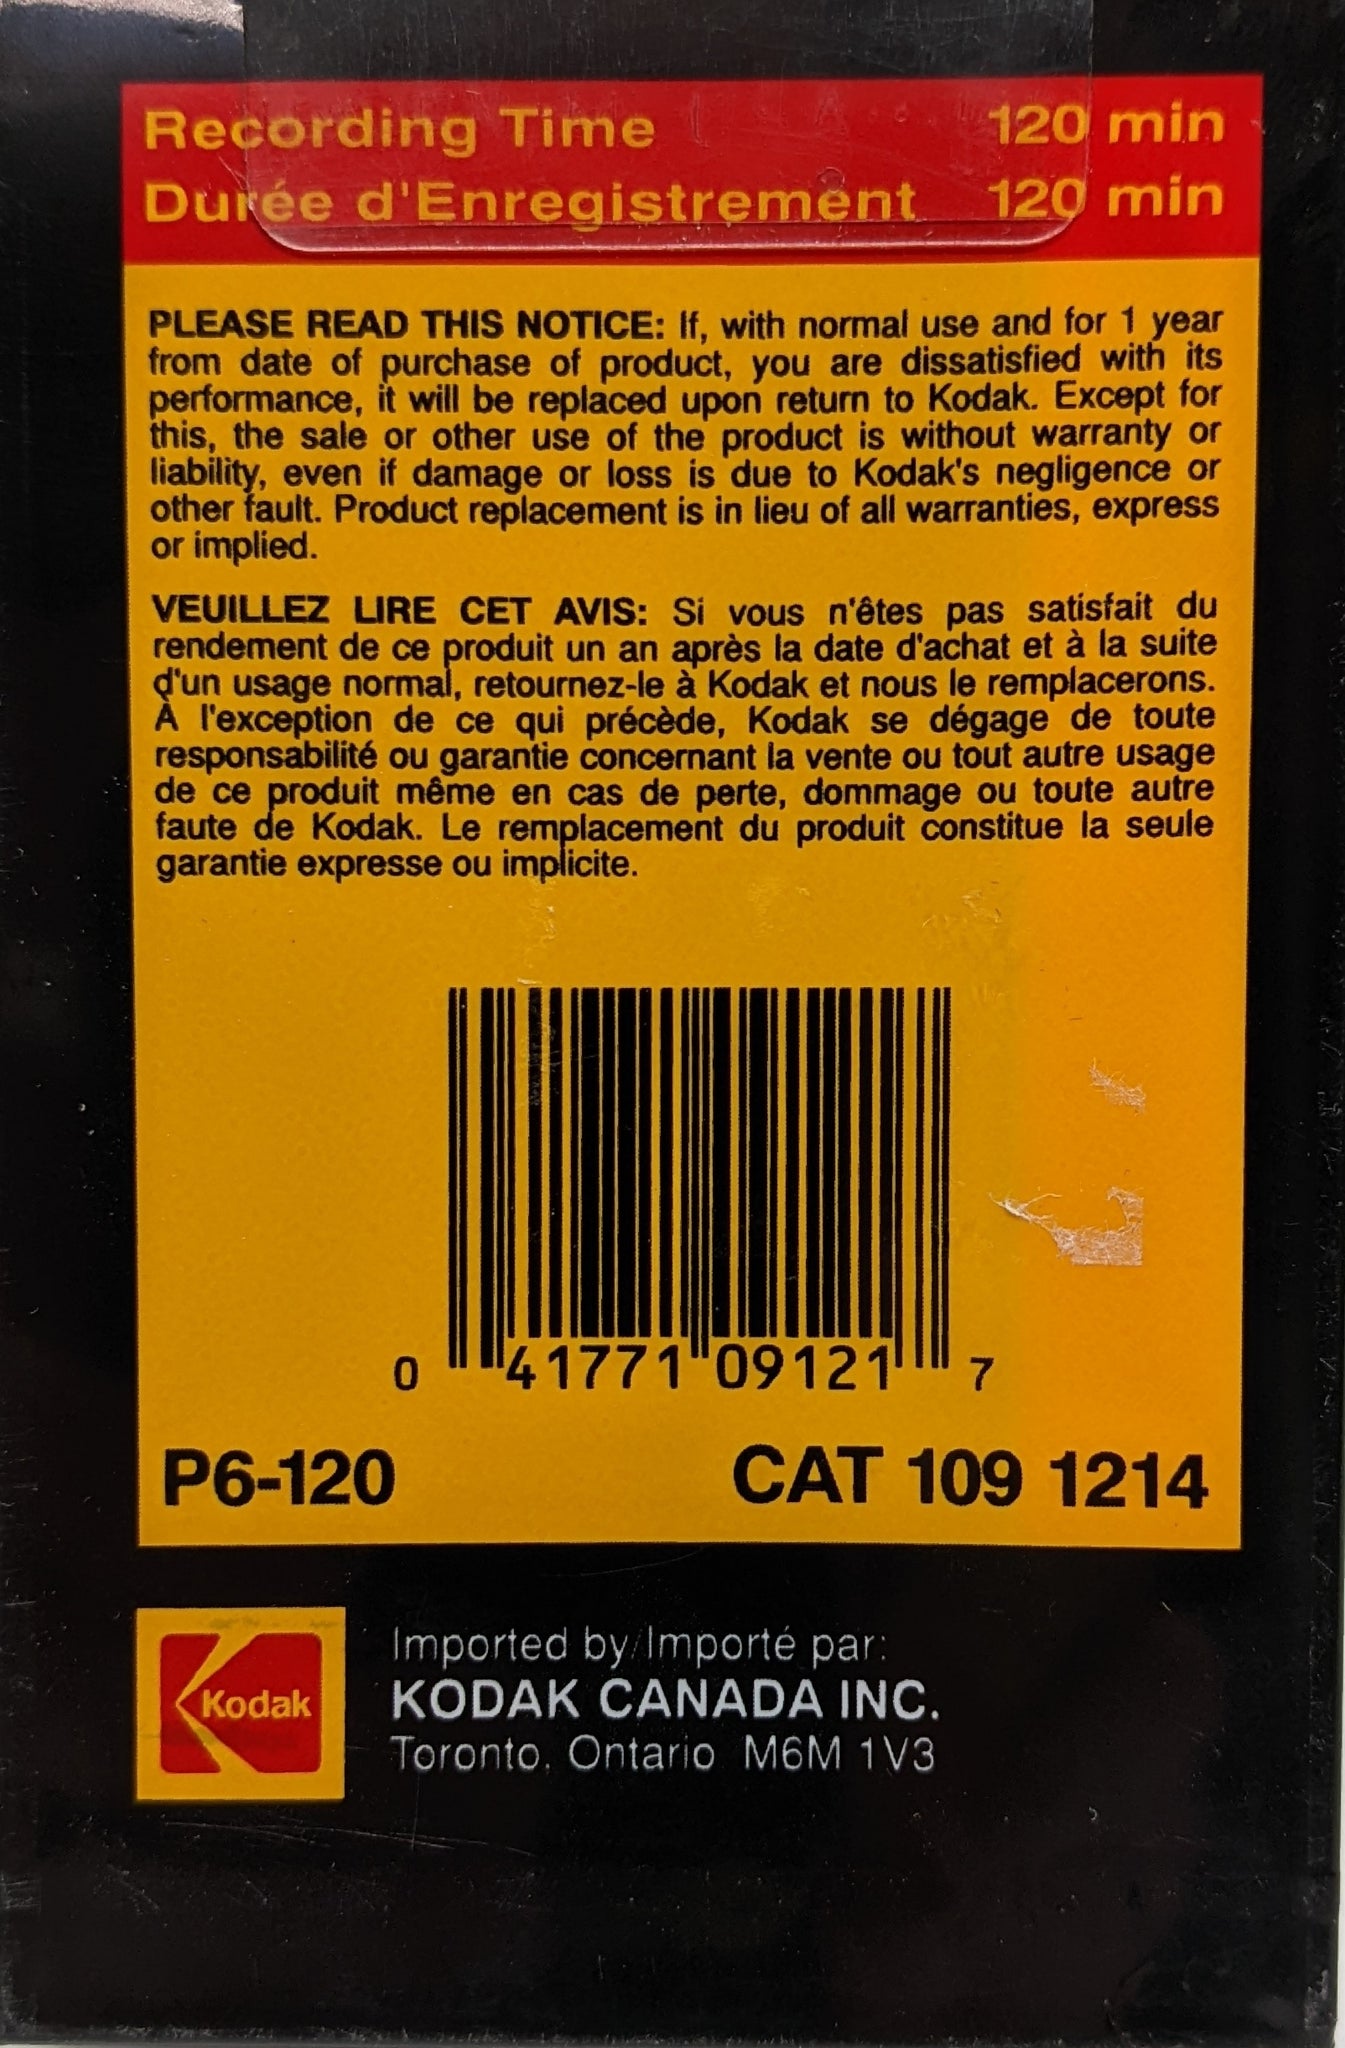 Recording Time 120 min
Durée d'Enregistrement 120 min
PLEASE READ THIS NOTICE: If, with normal use and for 1 year
from date of purchase of product, you are dissatisfied with its
performance, it will be replaced upon return to Kodak. Except for
this, the sale or other use of the product is without warranty or
liability, even if damage or loss is due to Kodak's negligence or
other fault. Product replacement is in lieu of all warranties, express
or implied.
VEUILLEZ LIRE CET AVIS: Si vous n'êtes pas satisfait du
rendement de ce produit un an après la date d'achat et à la suite
d'un usage normal, retournez-le à Kodak et nous le remplacerons.
À l'exception de ce qui précède, Kodak se dégage de toute
responsabilité ou garantie concernant la vente ou tout autre usage
de ce produit même en cas de perte, dommage ou toute autre
faute de Kodak. Le remplacement du produit constitue la seule
garantie expresse ou implicite.
0 41771 09121 7
P6-120 CAT 109 1214
Kodak
Imported by/Importé par:
KODAK CANADA INC.
Toronto, Ontario M6M 1V3